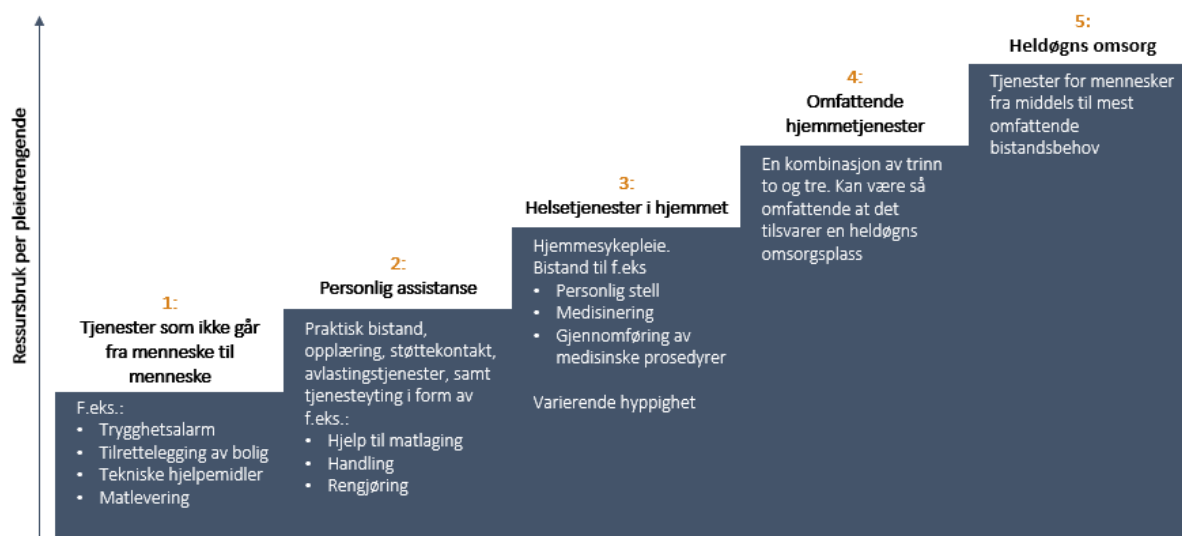 Ressursbruk per pleietrengende
1:
Tjenester som ikke går
fra menneske til
menneske
F.eks.:
• Trygghetsalarm
• Tilrettelegging av bolig
• Tekniske hjelpemidler
• Matlevering
2:
Personlig assistanse
Praktisk bistand,
opplæring, støttekontakt,
avlastingstjenester, samt
tjenesteyting i form av
f.eks.:
• Hjelp til matlaging
• Handling
• Rengjøring
3:
Helsetjenester i hjemmet
Hjemmesykepleie.
Bistand til f.eks
• Personlig stell
• Medisinering
• Gjennomføring av
medisinske prosedyrer
Varierende hyppighet
4:
Omfattende
hjemmetjenester
En kombinasjon av trinn
to og tre. Kan være så
omfattende at det
tilsvarer en heldøgns
omsorgsplass
5:
Heldøgns omsorg
Tjenester for mennesker
fra middels til mest
omfattende
bistandsbehov